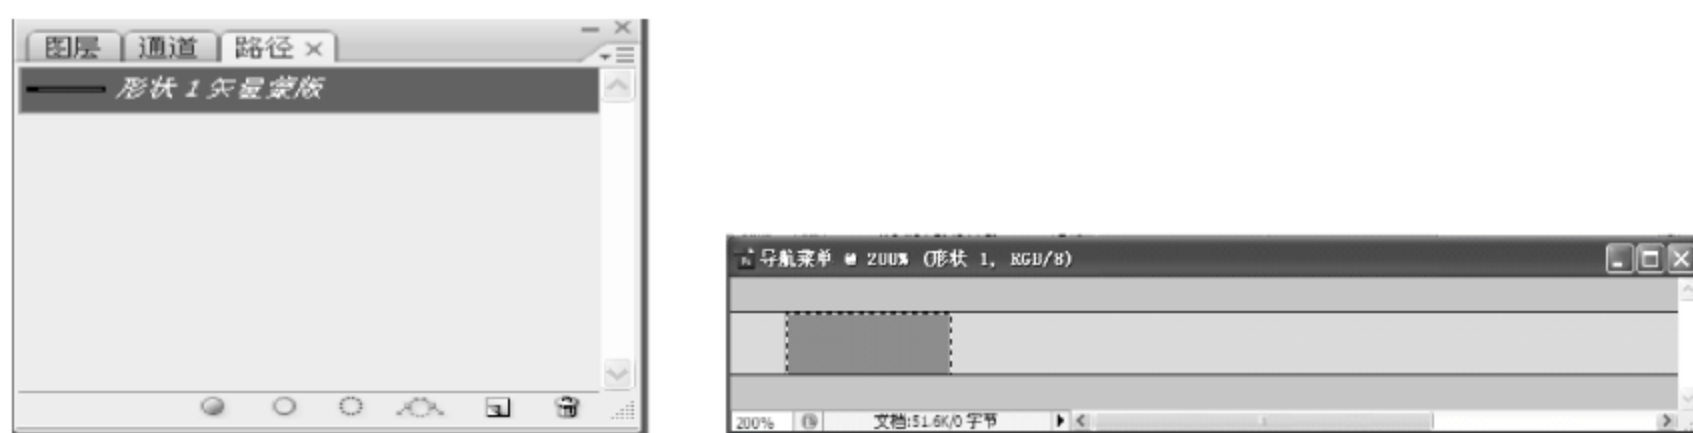 图层 通道 路径 ×
形状 1 矢量蒙版
导航菜单 @ 200% (形状 1, RGB/8)
200% 文档:51.6K/0 字节